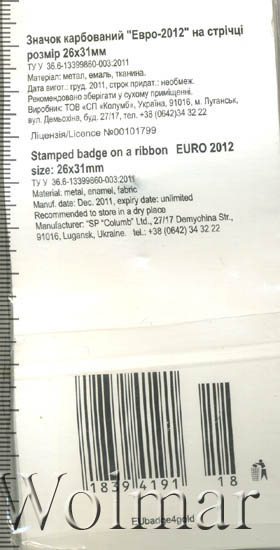 Значок карбований "Евро-2012" на стрічці
розмір 26х31мм
ТУ У 36.6-13399860-003:2011
Матеріал: метал, емаль, тканина.
Дата вигот.: груд. 2011, строк придат.: необмеж.
Рекомендовано зберігати у сухому приміщенні.
Виробник: ТОВ «СП «Колумб», Україна, 91016, м. Луганськ,
вул. Дьомохіна, буд. 27/17, тел. +38 (0642)34 32 22
Ліцензія/Licence №00101799
Stamped badge on a ribbon EURO 2012
size: 26x31mm
ТУ У 36.6-13399860-003:2011
Material: metal, enamel, fabric
Manuf. date: Dec. 2011, expiry date: unlimited
Recommended to store in a dry place
Manufacturer: "SP "Columb" Ltd., 27/17 Demychina Str.,
91016, Lugansk, Ukraine. tel.: +38 (0642) 34 32 22
18394191 18
Wolmar
EUbadge4gold